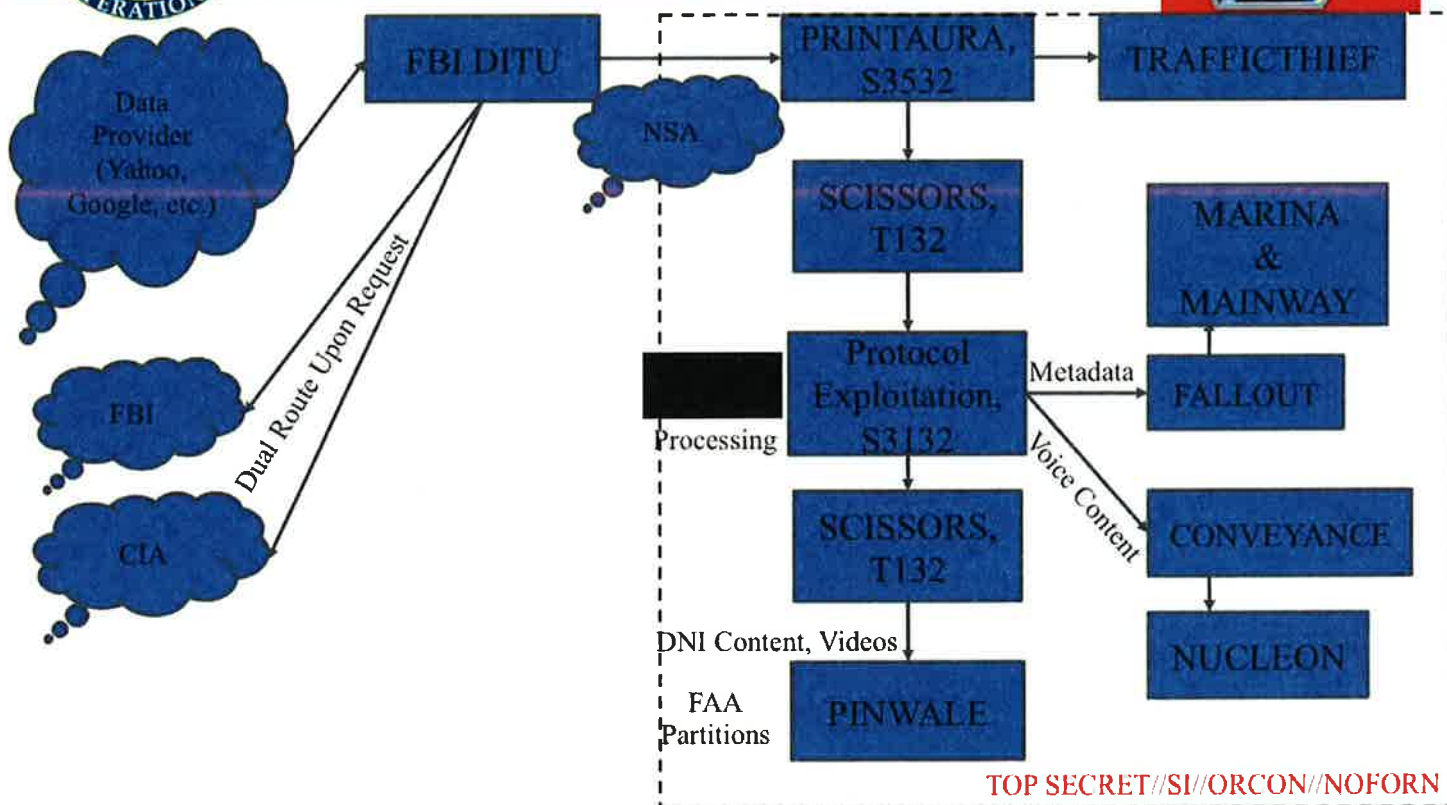 ERATION
FBI DITU
PRINTAURA,
S3532
TRAFFICTHIEF
Data
Provider
(Yahoo,
Google, etc.)
NSA
SCISSORS,
T132
MARINA
&
MAINWAY
Dual Route Upon Request
Protocol
Exploitation,
S3132
Processing
Metadata
FALLOUT
Voice Content
FBI
CIA
SCISSORS,
T132
CONVEYANCE
NUCLEON
DNI Content, Videos
FAA
Partitions
PINWALE
TOP SECRET//SI//ORCON//NOFORN